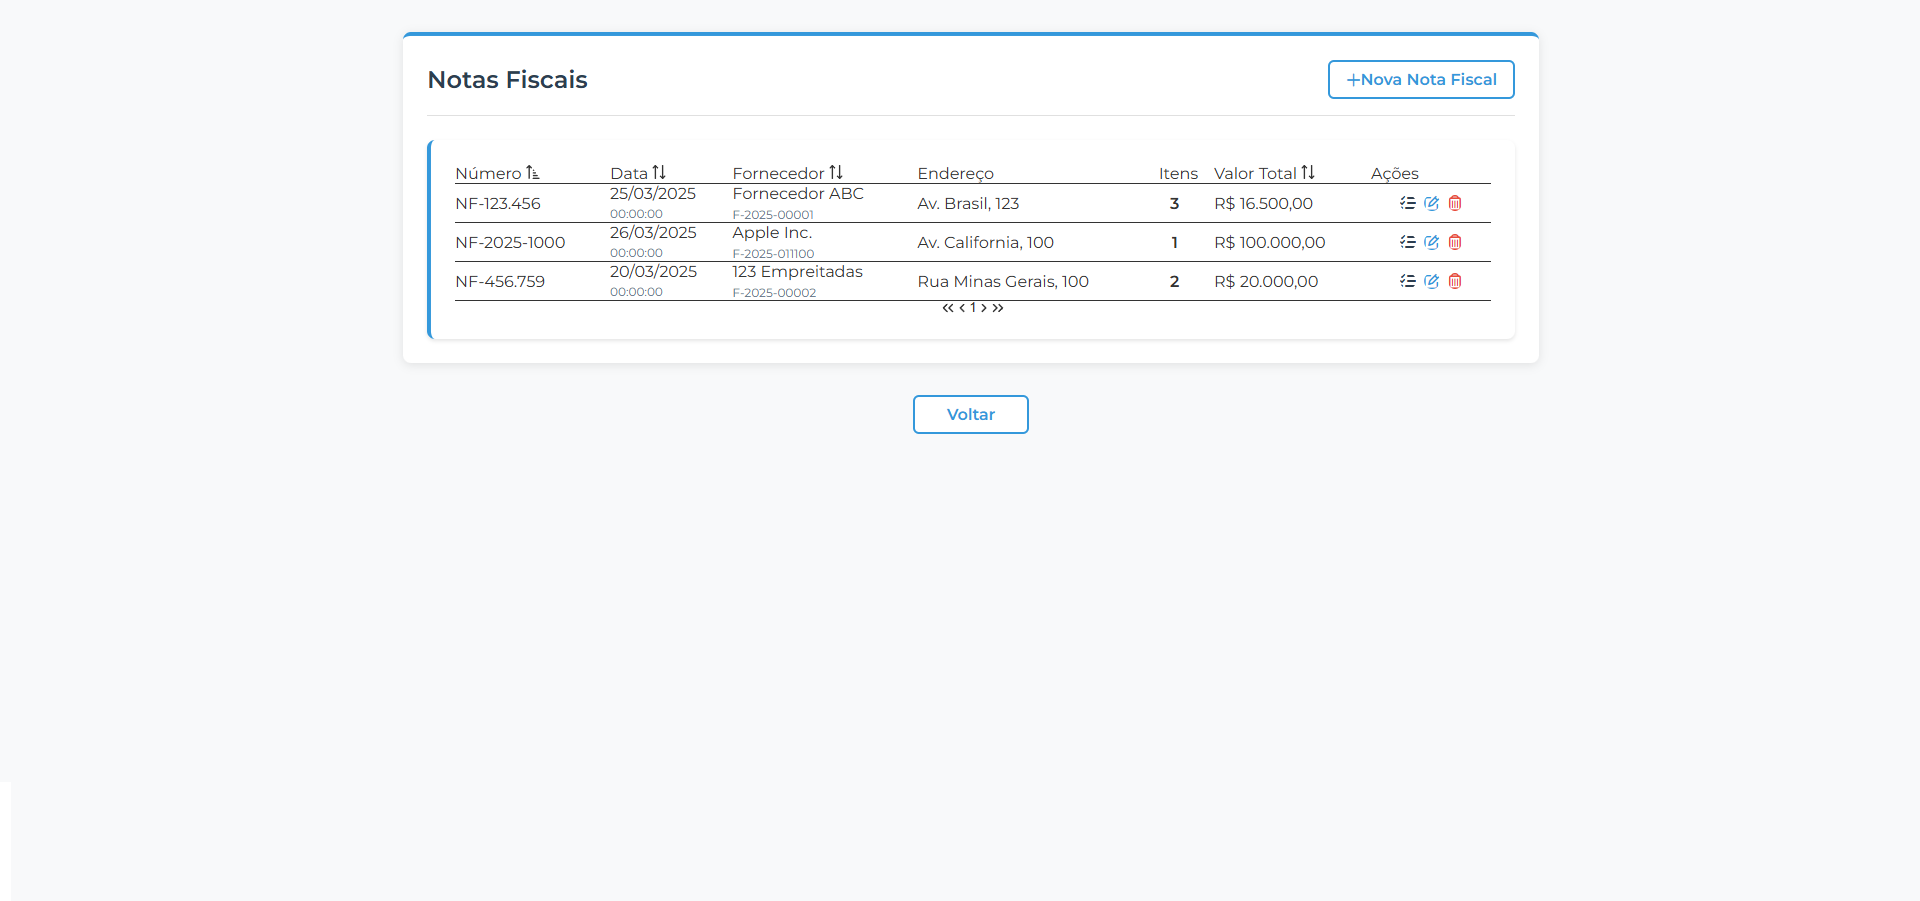 Notas Fiscais
+Nova Nota Fiscal
Número Data Fornecedor Endereço Itens Valor Total Ações
NF-123.456 25/03/2025 Fornecedor ABC Av. Brasil, 123 3 R$ 16.500,00
00:00:00 F-2025-00001
NF-2025-1000 26/03/2025 Apple Inc. Av. California, 100 1 R$ 100.000,00
00:00:00 F-2025-011100
NF-456.759 20/03/2025 123 Empreitadas Rua Minas Gerais, 100 2 R$ 20.000,00
00:00:00 F-2025-00002
1
Voltar